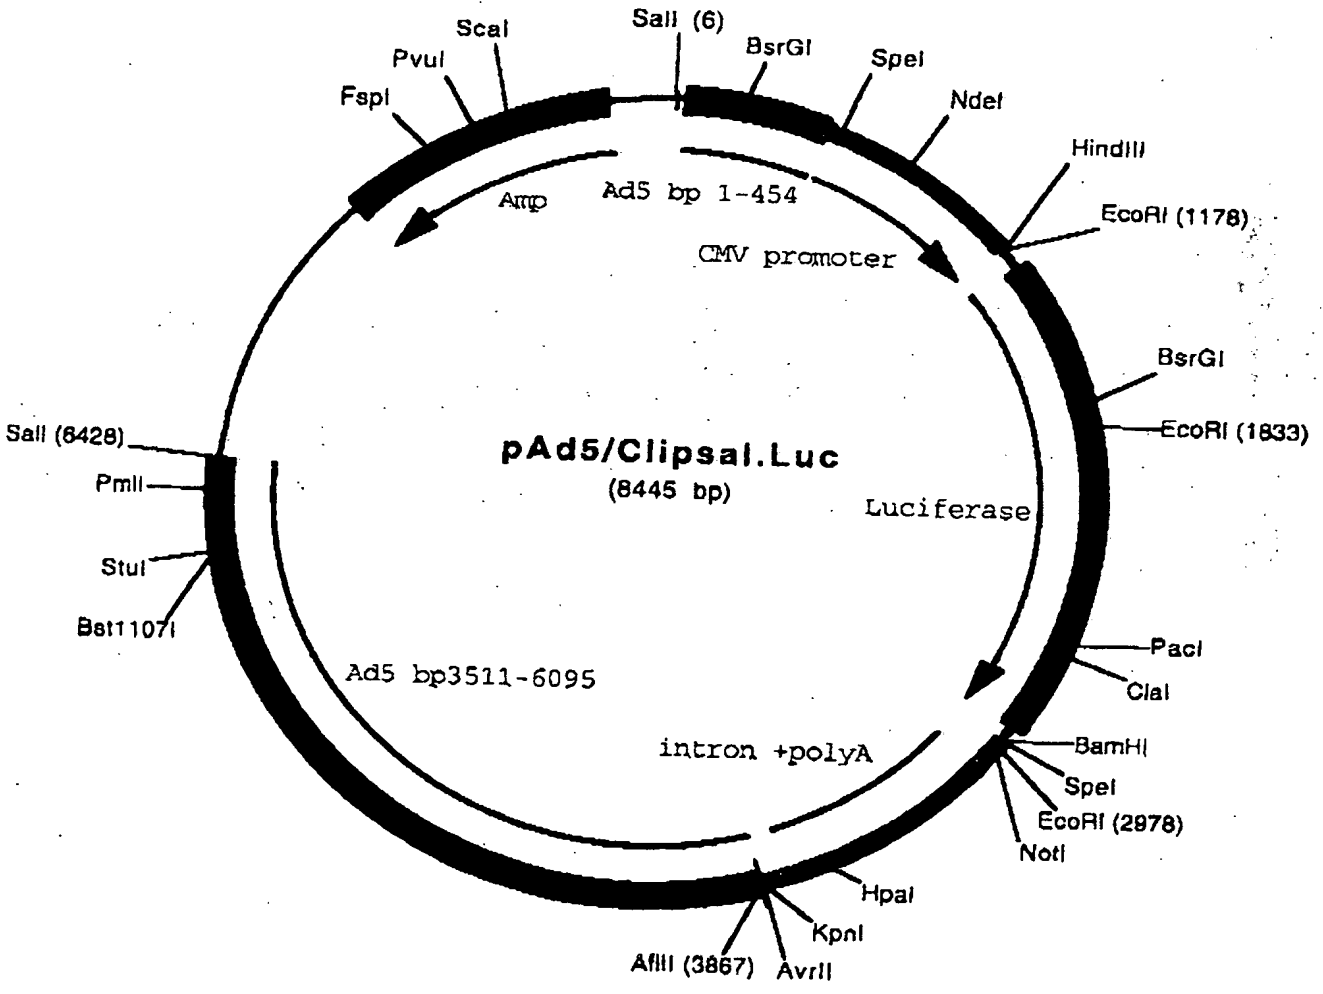 SalI (6)
ScaI
BsrGI
PvuI
SpeI
FspI
NdeI
HindIII
Amp
Ad5 bp 1-454
EcoRI (1178)
CMV promoter
BsrGI
SalI (6428)
EcoRI (1833)
pAd5/Clipsal.Luc
(8445 bp)
PmlI
Luciferase
StuI
Bst1107I
PacI
Ad5 bp3511-6095
ClaI
intron +polyA
BamHI
SpeI
EcoRI (2978)
NotI
HpaI
KpnI
AflII (3867)
AvrII